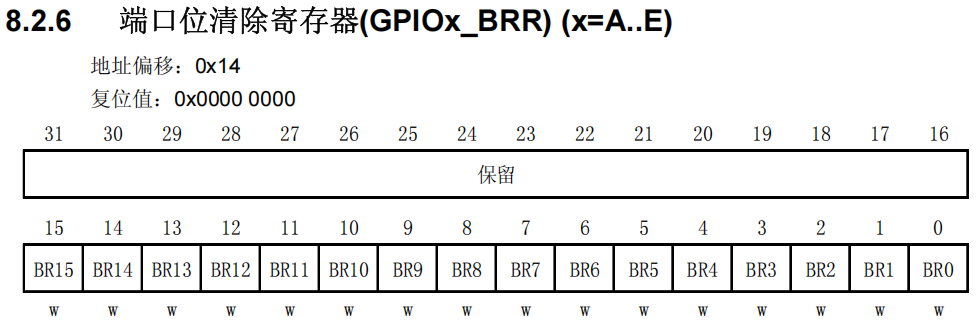 8.2.6 端口位清除寄存器(GPIOx_BRR) (x=A..E)
地址偏移：0x14
复位值：0x0000 0000
31 30 29 28 27 26 25 24 23 22 21 20 19 18 17 16
保留
15 14 13 12 11 10 9 8 7 6 5 4 3 2 1 0
BR15 BR14 BR13 BR12 BR11 BR10 BR9 BR8 BR7 BR6 BR5 BR4 BR3 BR2 BR1 BR0
w w w w w w w w w w w w w w w w